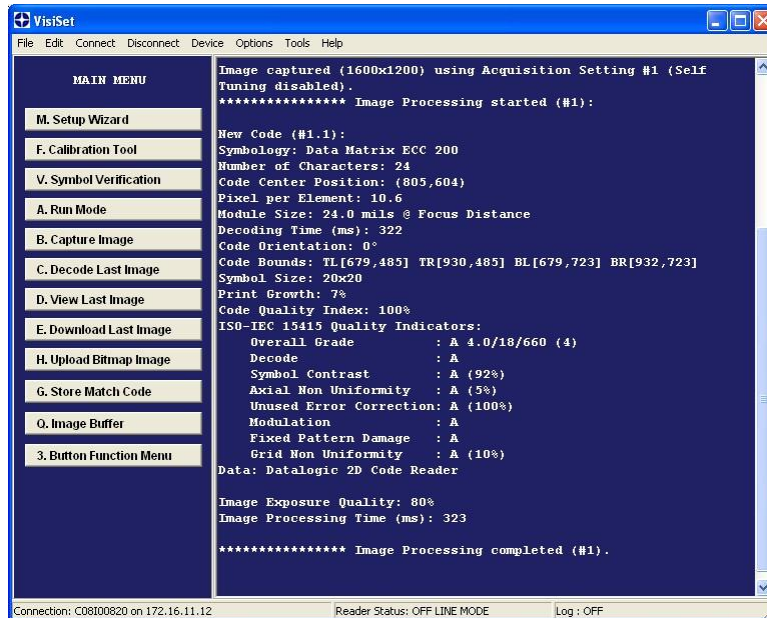 VisiSet
File Edit Connect Disconnect Device Options Tools Help
MAIN MENU
M. Setup Wizard
F. Calibration Tool
V. Symbol Verification
A. Run Mode
B. Capture Image
C. Decode Last Image
D. View Last Image
E. Download Last Image
H. Upload Bitmap Image
G. Store Match Code
Q. Image Buffer
3. Button Function Menu
Image captured (1600x1200) using Acquisition Setting #1 (Self
Tuning disabled).
**************** Image Processing started (#1):
New Code (#1.1):
Symbology: Data Matrix ECC 200
Number of Characters: 24
Code Center Position: (805,604)
Pixel per Element: 10.6
Module Size: 24.0 mils @ Focus Distance
Decoding Time (ms): 322
Code Orientation: 0°
Code Bounds: TL[679,485] TR[930,485] BL[679,723] BR[932,723]
Symbol Size: 20x20
Print Growth: 7%
Code Quality Index: 100%
ISO-IEC 15415 Quality Indicators:
Overall Grade : A 4.0/18/660 (4)
Decode : A
Symbol Contrast : A (92%)
Axial Non Uniformity : A (5%)
Unused Error Correction: A (100%)
Modulation : A
Fixed Pattern Damage : A
Grid Non Uniformity : A (10%)
Data: Datalogic 2D Code Reader
Image Exposure Quality: 80%
Image Processing Time (ms): 323
**************** Image Processing completed (#1).
Connection: C08I00820 on 172.16.11.12
Reader Status: OFF LINE MODE
Log : OFF